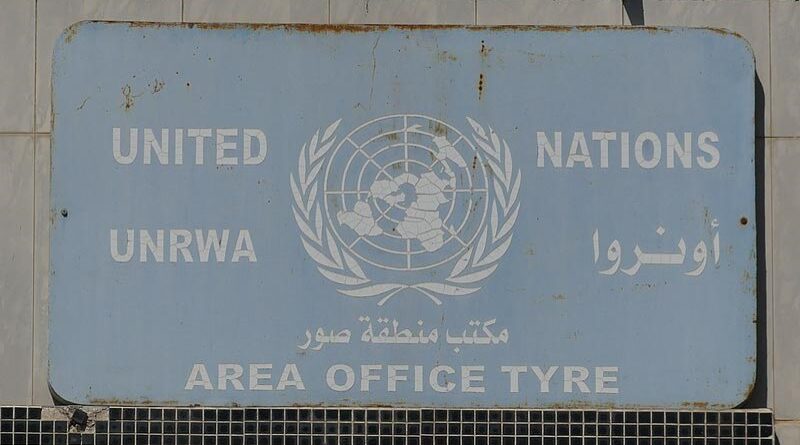 UNITED NATIONS
UNRWA أونروا
مكتب منطقة صور
AREA OFFICE TYRE